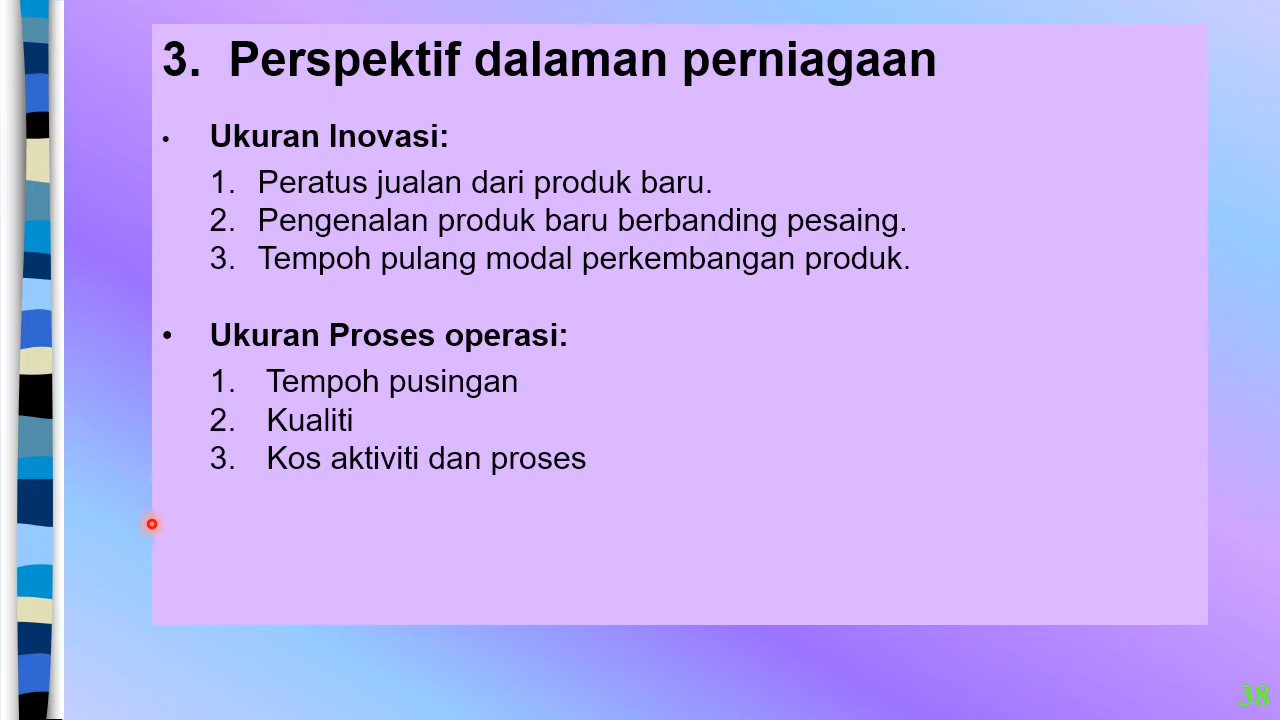 3. Perspektif dalaman perniagaan
• Ukuran Inovasi:
1. Peratus jualan dari produk baru.
2. Pengenalan produk baru berbanding pesaing.
3. Tempoh pulang modal perkembangan produk.
• Ukuran Proses operasi:
1. Tempoh pusingan
2. Kualiti
3. Kos aktiviti dan proses
38